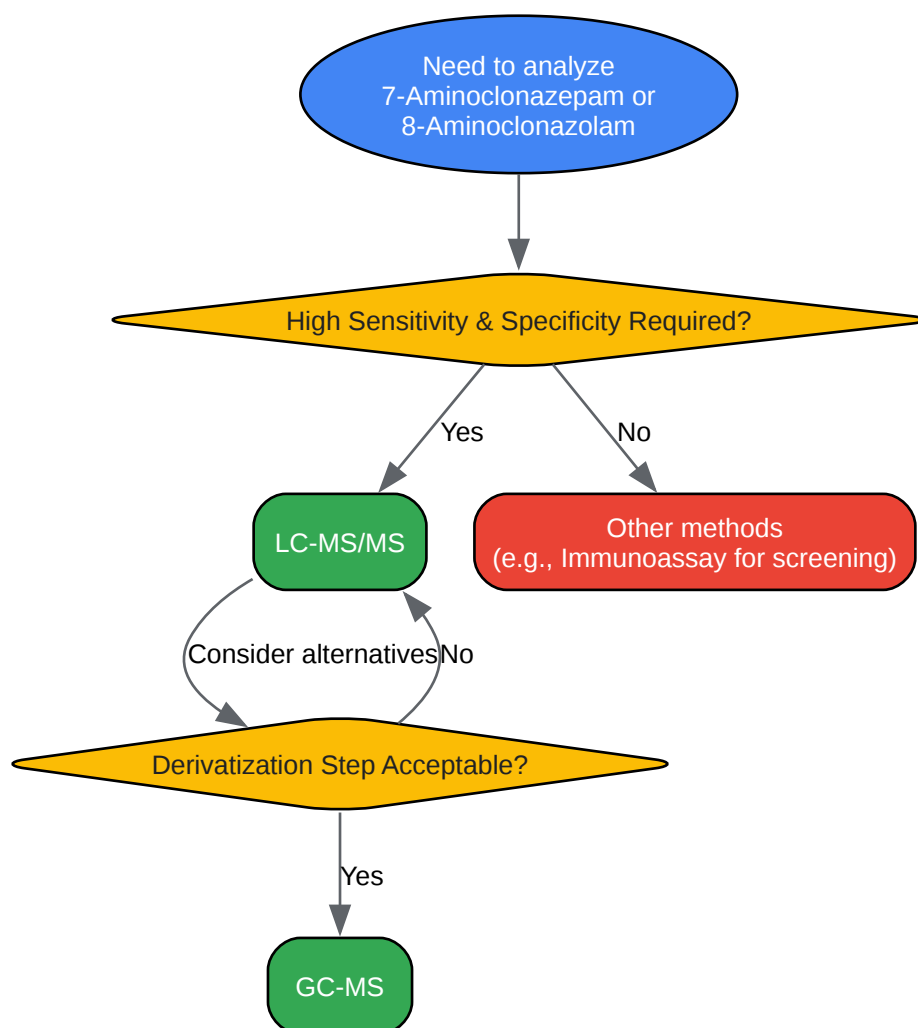 Need to analyze
7-Aminoclonazepam or
8-Aminoclonazolam
High Sensitivity & Specificity Required?
Yes
No
LC-MS/MS
Other methods
(e.g., Immunoassay for screening)
Consider alternatives
No
Derivatization Step Acceptable?
Yes
GC-MS